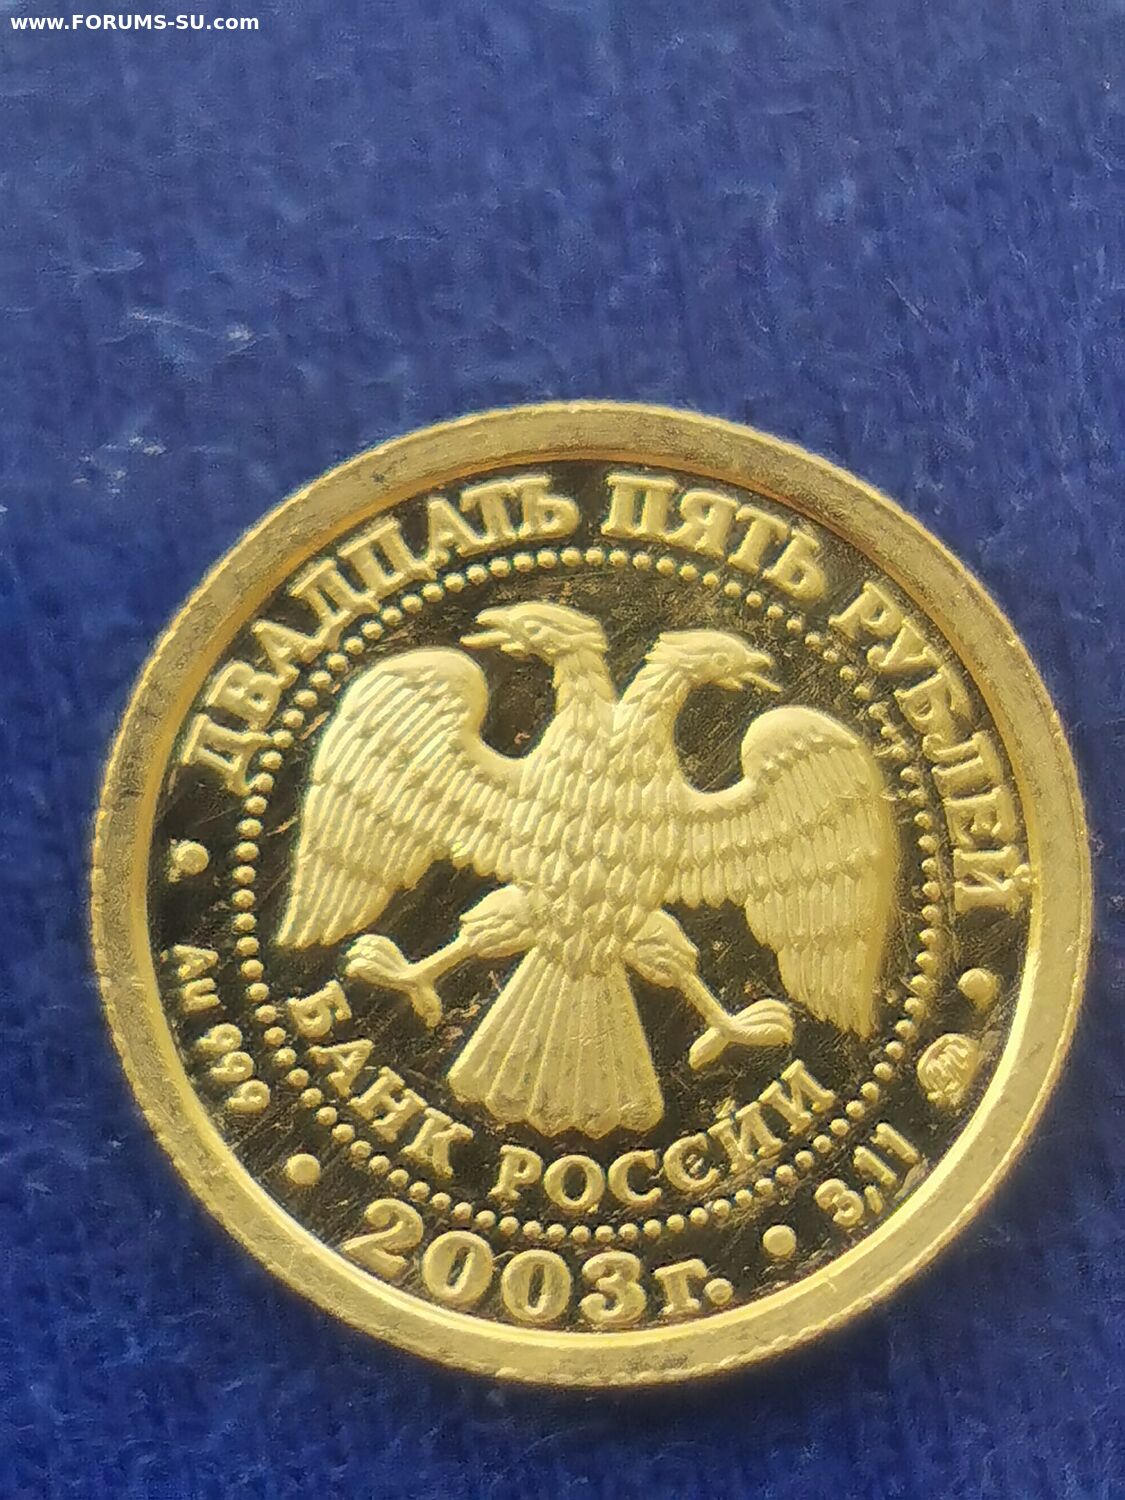 www.FORUMS-SU.com
ДВАДЦАТЬ ПЯТЬ РУБЛЕЙ
БАНК РОССИИ
Au 999
2003г.
3,11